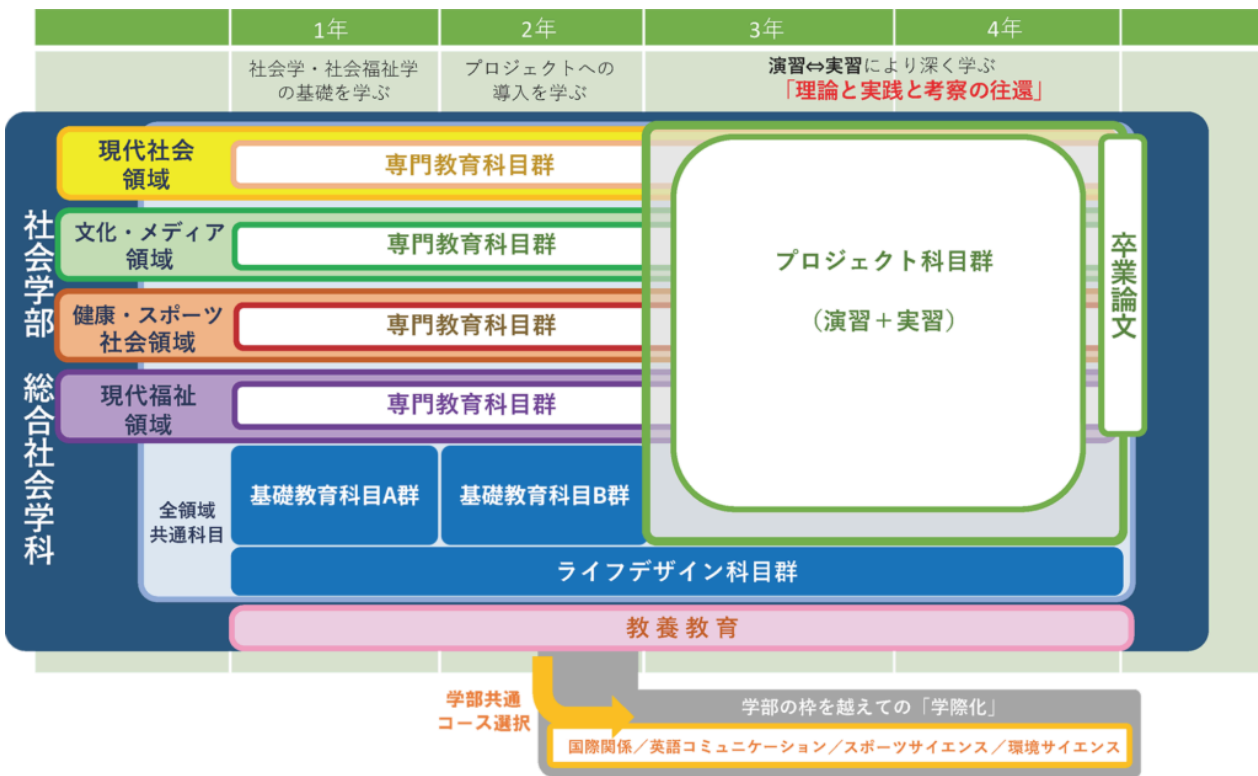 1年
2年
3年
4年
社会学・社会福祉学
の基礎を学ぶ
プロジェクトへの
導入を学ぶ
演習⇔実習により深く学ぶ
「理論と実践と考察の往還」
社会学部 総合社会学科
現代社会
領域
専門教育科目群
文化・メディア
領域
専門教育科目群
健康・スポーツ
社会領域
専門教育科目群
現代福祉
領域
専門教育科目群
プロジェクト科目群
（演習＋実習）
卒業論文
全領域
共通科目
基礎教育科目A群
基礎教育科目B群
ライフデザイン科目群
教養教育
学部共通
コース選択
学部の枠を越えての「学際化」
国際関係／英語コミュニケーション／スポーツサイエンス／環境サイエンス